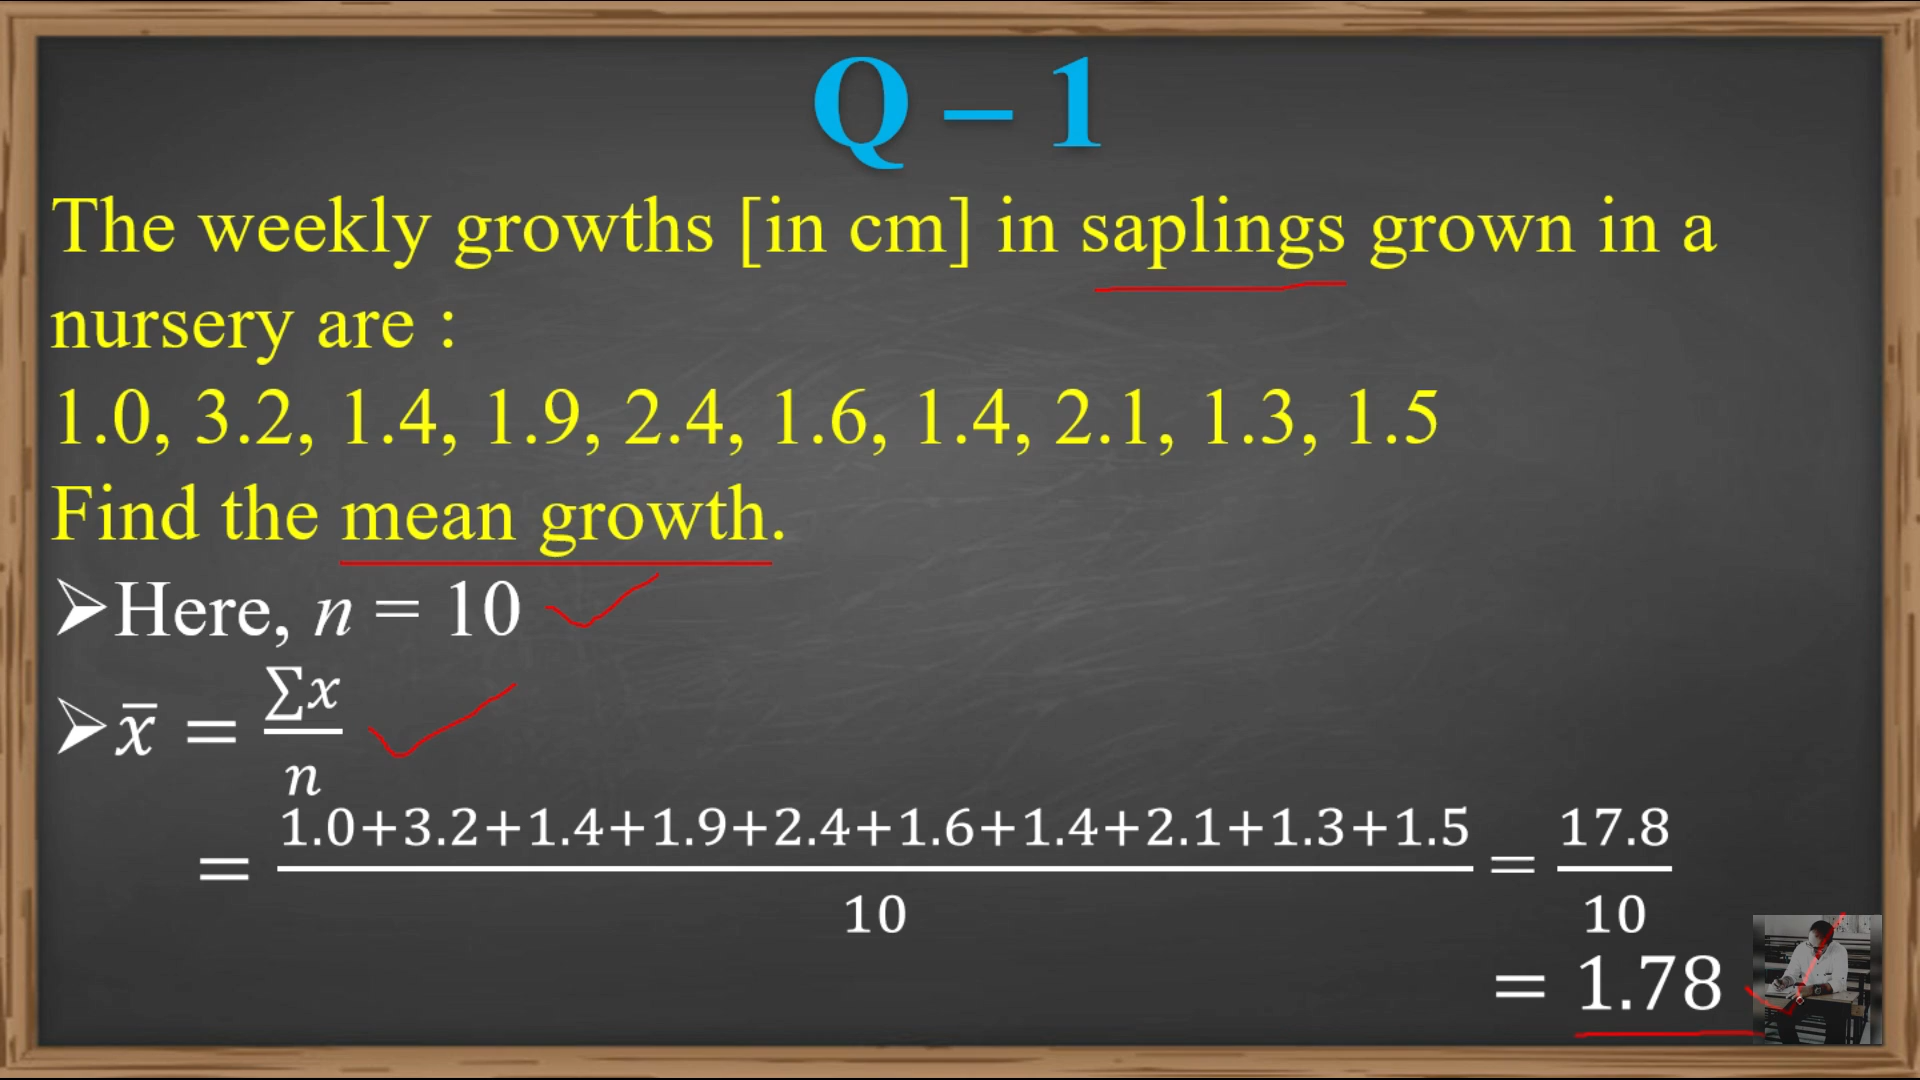 Q – 1
The weekly growths [in cm] in saplings grown in a
nursery are :
1.0, 3.2, 1.4, 1.9, 2.4, 1.6, 1.4, 2.1, 1.3, 1.5
Find the mean growth.
➢Here, n = 10
➢x̄ = ∑x / n
= 1.0+3.2+1.4+1.9+2.4+1.6+1.4+2.1+1.3+1.5 / 10 = 17.8 / 10
= 1.78